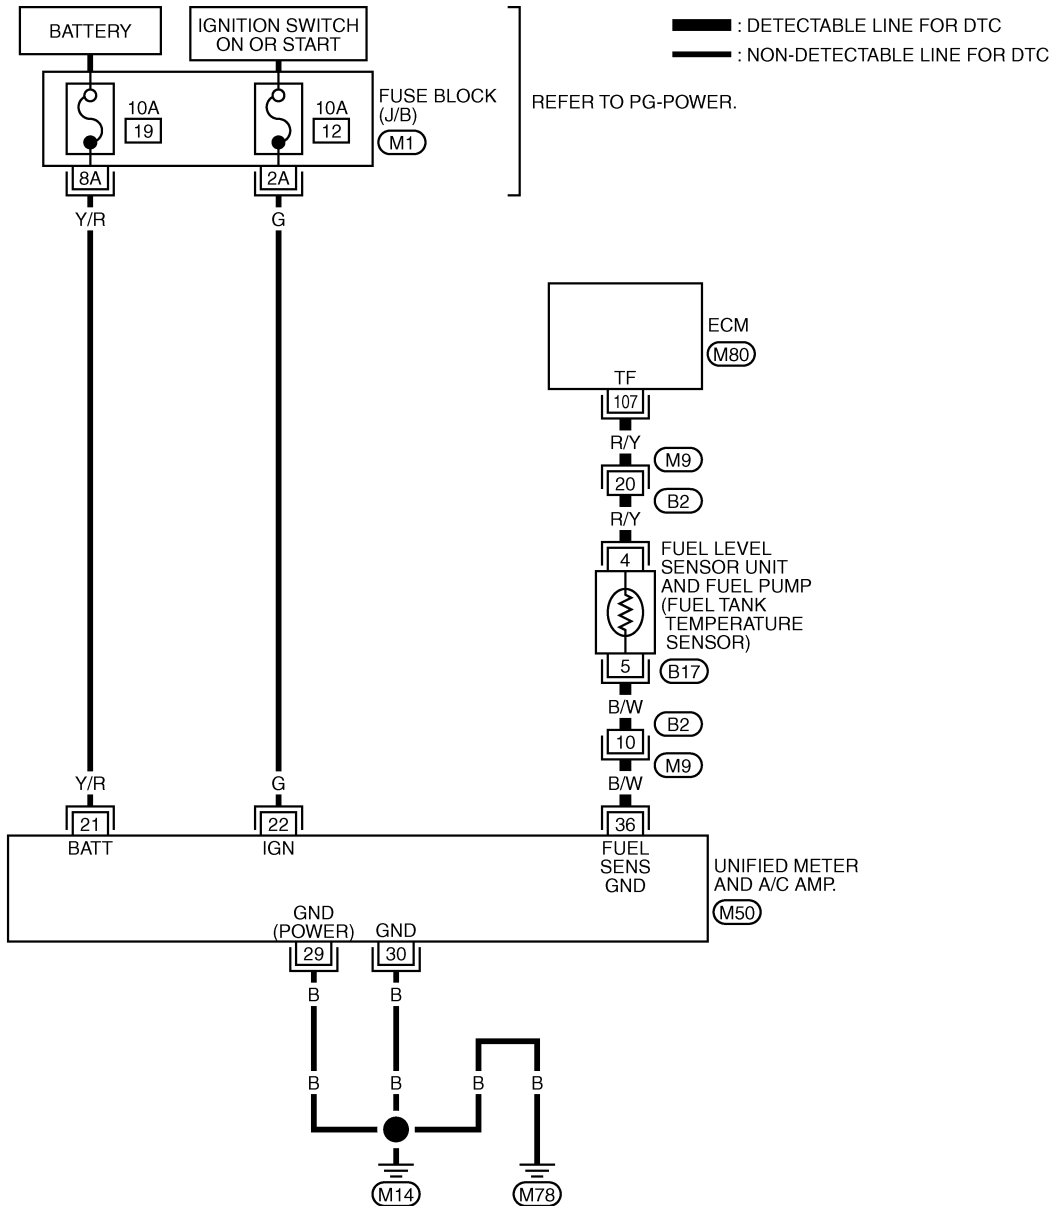 BATTERY
IGNITION SWITCH
ON OR START
: DETECTABLE LINE FOR DTC
: NON-DETECTABLE LINE FOR DTC
10A
19
10A
12
FUSE BLOCK
(J/B)
M1
REFER TO PG-POWER.
8A
2A
Y/R
G
ECM
M80
TF
107
R/Y
M9
20
B2
R/Y
4
FUEL LEVEL
SENSOR UNIT
AND FUEL PUMP
(FUEL TANK
TEMPERATURE
SENSOR)
5
B17
B/W
B2
10
M9
Y/R
G
B/W
21
22
36
BATT
IGN
FUEL
SENS
GND
UNIFIED METER
AND A/C AMP.
M50
GND
(POWER)
GND
29
30
B
B
B
B
B
B
M14
M78